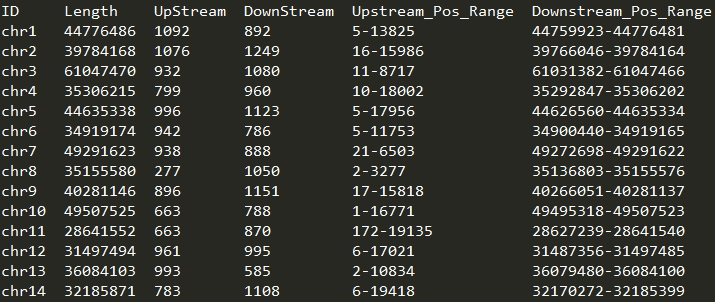 ID Length UpStream DownStream Upstream_Pos_Range Downstream_Pos_Range
chr1 44776486 1092 892 5-13825 44759923-44776481
chr2 39784168 1076 1249 16-15986 39766046-39784164
chr3 61047470 932 1080 11-8717 61031382-61047466
chr4 35306215 799 960 10-18002 35292847-35306202
chr5 44635338 996 1123 5-17956 44626560-44635334
chr6 34919174 942 786 5-11753 34900440-34919165
chr7 49291623 938 888 21-6503 49272698-49291622
chr8 35155580 277 1050 2-3277 35136803-35155576
chr9 40281146 896 1151 17-15818 40266051-40281137
chr10 49507525 663 788 1-16771 49495318-49507523
chr11 28641552 663 870 172-19135 28627239-28641540
chr12 31497494 961 995 6-17021 31487356-31497485
chr13 36084103 993 585 2-10834 36079480-36084100
chr14 32185871 783 1108 6-19418 32170272-32185399